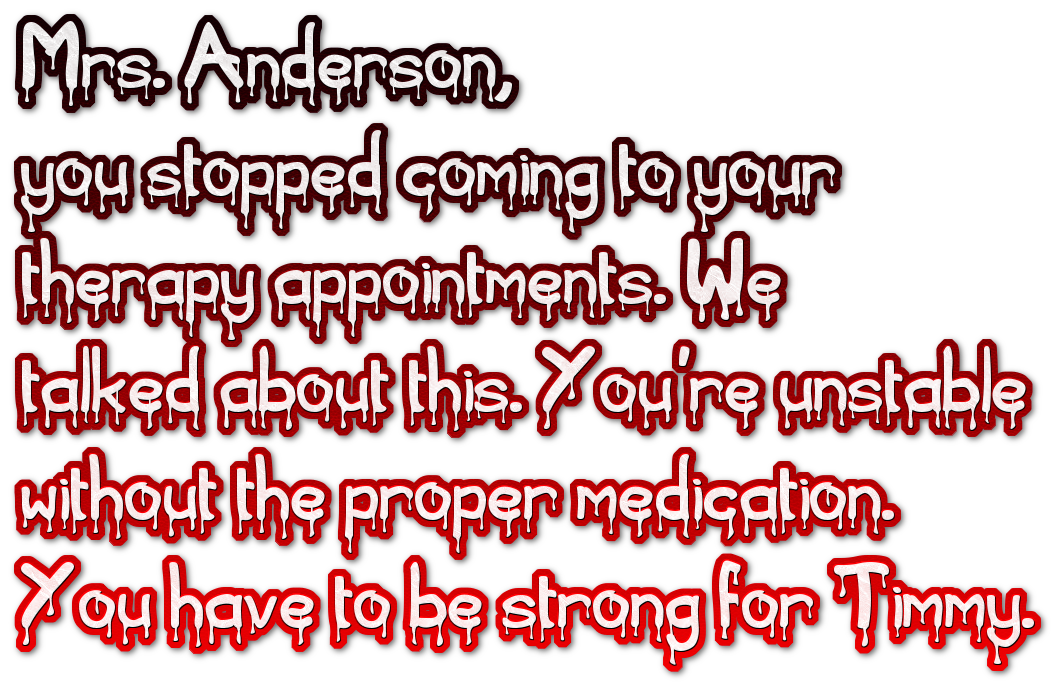 Mrs. Anderson,
you stopped coming to your
therapy appointments. We
talked about this. You're unstable
without the proper medication.
You have to be strong for Timmy.